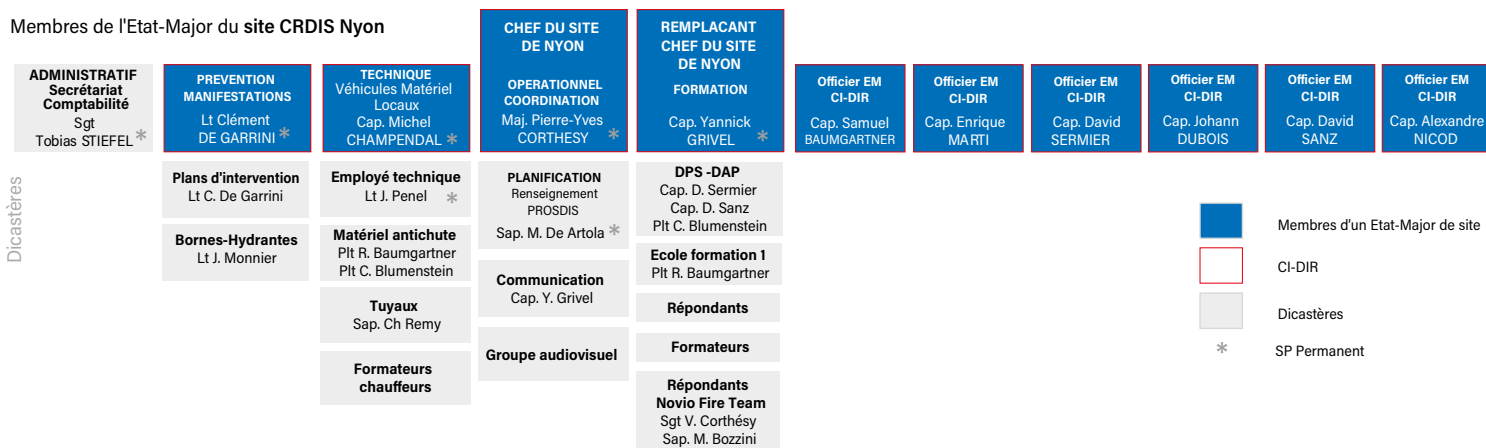 Membres de l'Etat-Major du site CRDIS Nyon
ADMINISTRATIF
Secrétariat
Comptabilité
Sgt
Tobias STIEFEL *
PREVENTION
MANIFESTATIONS
Lt Clément
DE GARRINI *
TECHNIQUE
Véhicules Matériel
Locaux
Cap. Michel
CHAMPENDAL *
CHEF DU SITE
DE NYON
OPERATIONNEL
COORDINATION
Maj. Pierre-Yves
CORTHESY *
REMPLACANT
CHEF DU SITE
DE NYON
FORMATION
Cap. Yannick
GRIVEL *
Officier EM
CI-DIR
Cap. Samuel
BAUMGARTNER
Officier EM
CI-DIR
Cap. Enrique
MARTI
Officier EM
CI-DIR
Cap. David
SERMIER
Officier EM
CI-DIR
Cap. Johann
DUBOIS
Officier EM
CI-DIR
Cap. David
SANZ
Officier EM
CI-DIR
Cap. Alexandre
NICOD
Dicastères
Plans d'intervention
Lt C. De Garrini
Bornes-Hydrantes
Lt J. Monnier
Employé technique
Lt J. Penel *
Matériel antichute
Plt R. Baumgartner
Plt C. Blumenstein
Tuyaux
Sap. Ch Remy
Formateurs
chauffeurs
PLANIFICATION
Renseignement
PROSDIS
Sap. M. De Artola *
Communication
Cap. Y. Grivel
Groupe audiovisuel
DPS -DAP
Cap. D. Sermier
Cap. D. Sanz
Plt C. Blumenstein
Ecole formation 1
Plt R. Baumgartner
Répondants
Formateurs
Répondants
Novio Fire Team
Sgt V. Corthésy
Sap. M. Bozzini
Membres d'un Etat-Major de site
CI-DIR
Dicastères
* SP Permanent